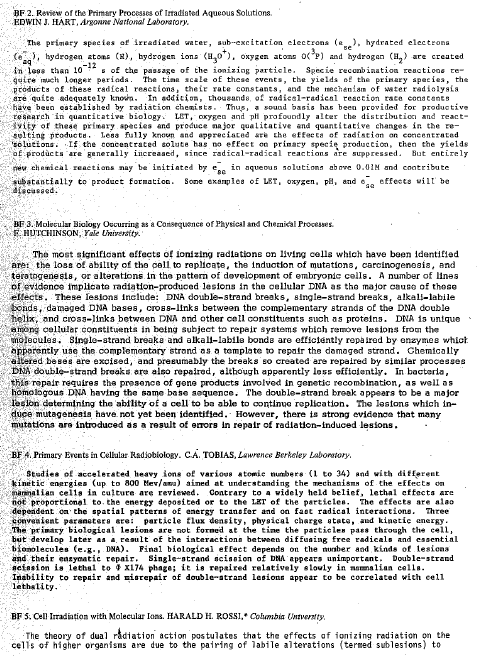 BF 2. Review of the Primary Processes of Irradiated Aqueous Solutions.
EDWIN J. HART, Argonne National Laboratory.
The primary species of irradiated water, sub-excitation electrons (e⁻se), hydrated electrons
(e⁻aq), hydrogen atoms (H), hydrogen ions (H₃O⁺), oxygen atoms O(³P) and hydrogen (H₂) are created
in less than 10⁻¹² s of the passage of the ionizing particle. Specie recombination reactions re-
quire much longer periods. The time scale of these events, the yields of the primary species, the
products of these radical reactions, their rate constants, and the mechanism of water radiolysis
are quite adequately known. In addition, thousands of radical-radical reaction rate constants
have been established by radiation chemists. Thus, a sound basis has been provided for productive
research in quantitative biology. LET, oxygen and pH profoundly alter the distribution and react-
ivity of these primary species and produce major qualitative and quantitative changes in the re-
sulting products. Less fully known and appreciated are the effects of radiation on concentrated
solutions. If the concentrated solute has no effect on primary specie production, then the yields
of products are generally increased, since radical-radical reactions are suppressed. But entirely
new chemical reactions may be initiated by e⁻se in aqueous solutions above 0.01M and contribute
substantially to product formation. Some examples of LET, oxygen, pH, and e⁻se effects will be
discussed.
BF 3. Molecular Biology Occurring as a Consequence of Physical and Chemical Processes.
F. HUTCHINSON, Yale University.
The most significant effects of ionizing radiations on living cells which have been identified
are: the loss of ability of the cell to replicate, the induction of mutations, carcinogenesis, and
teratogenesis, or alterations in the pattern of development of embryonic cells. A number of lines
of evidence implicate radiation-produced lesions in the cellular DNA as the major cause of these
effects. These lesions include: DNA double-strand breaks, single-strand breaks, alkali-labile
bonds, damaged DNA bases, cross-links between the complementary strands of the DNA double
helix, and cross-links between DNA and other cell constituents such as proteins. DNA is unique
among cellular constituents in being subject to repair systems which remove lesions from the
molecules. Single-strand breaks and alkali-labile bonds are efficiently repaired by enzymes which
apparently use the complementary strand as a template to repair the damaged strand. Chemically
altered bases are excised, and presumably the breaks so created are repaired by similar processes
DNA double-strand breaks are also repaired, although apparently less efficiently. In bacteria,
this repair requires the presence of gene products involved in genetic recombination, as well as
homologous DNA having the same base sequence. The double-strand break appears to be a major
lesion determining the ability of a cell to be able to continue replication. The lesions which in-
duce mutagenesis have not yet been identified. However, there is strong evidence that many
mutations are introduced as a result of errors in repair of radiation-induced lesions.
BF 4. Primary Events in Cellular Radiobiology. C.A. TOBIAS, Lawrence Berkeley Laboratory.
Studies of accelerated heavy ions of various atomic numbers (1 to 34) and with different
kinetic energies (up to 800 Mev/amu) aimed at understanding the mechanisms of the effects on
mammalian cells in culture are reviewed. Contrary to a widely held belief, lethal effects are
not proportional to the energy deposited or to the LET of the particles. The effects are also
dependent on the spatial patterns of energy transfer and on fast radical interactions. Three
convenient parameters are: particle flux density, physical charge state, and kinetic energy.
The primary biological lesions are not formed at the time the particles pass through the cell,
but develop later as a result of the interactions between diffusing free radicals and essential
biomolecules (e.g., DNA). Final biological effect depends on the number and kinds of lesions
and their enzymatic repair. Single-strand scission of DNA appears unimportant. Double-strand
scission is lethal to Φ X174 phage; it is repaired relatively slowly in mammalian cells.
Inability to repair and misrepair of double-strand lesions appear to be correlated with cell
lethality.
BF 5. Cell Irradiation with Molecular Ions. HARALD H. ROSSI,* Columbia University.
The theory of dual radiation action postulates that the effects of ionizing radiation on the
cells of higher organisms are due to the pairing of labile alterations (termed sublesions) to